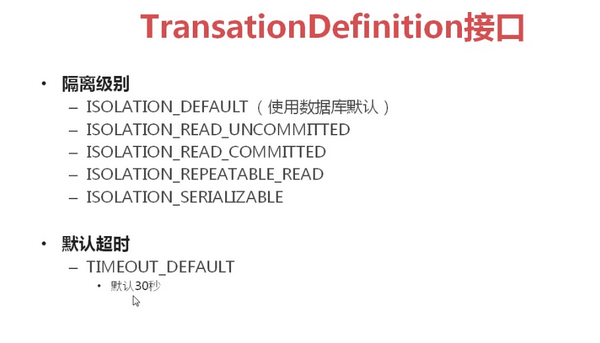 TransationDefinition接口
• 隔离级别
– ISOLATION_DEFAULT（使用数据库默认）
– ISOLATION_READ_UNCOMMITTED
– ISOLATION_READ_COMMITTED
– ISOLATION_REPEATABLE_READ
– ISOLATION_SERIALIZABLE
• 默认超时
– TIMEOUT_DEFAULT
• 默认30秒